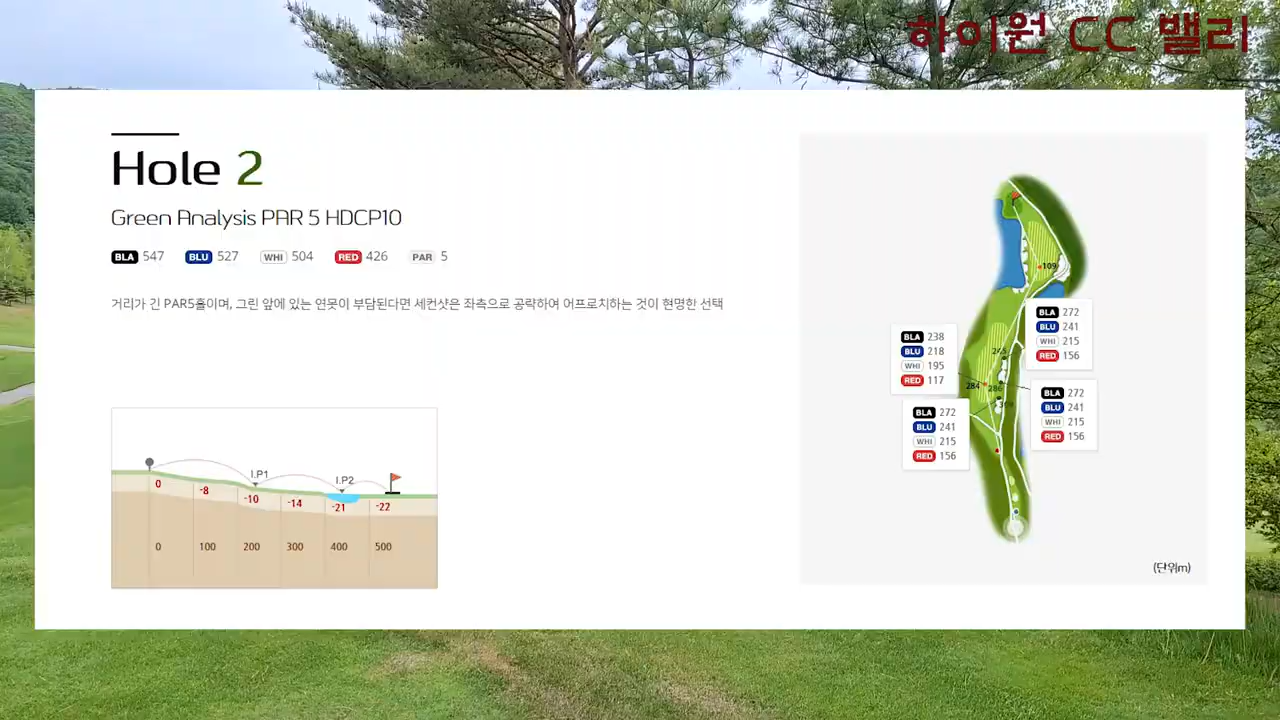 하이원 CC 밸리
Hole 2
Green Analysis PAR 5 HDCP10
BLA 547 BLU 527 WHI 504 RED 426 PAR 5
거리가 긴 PAR5홀이며, 그린 앞에 있는 연못이 부담된다면 세컨샷은 좌측으로 공략하여 어프로치하는 것이 현명한 선택
I.P1
I.P2
0 -8 -10 -14 -21 -22
0 100 200 300 400 500
109
BLA 272
BLU 241
WHI 215
RED 156
BLA 238
BLU 218
WHI 195
RED 117
284
BLA 272
BLU 241
WHI 215
RED 156
BLA 272
BLU 241
WHI 215
RED 156
(단위m)